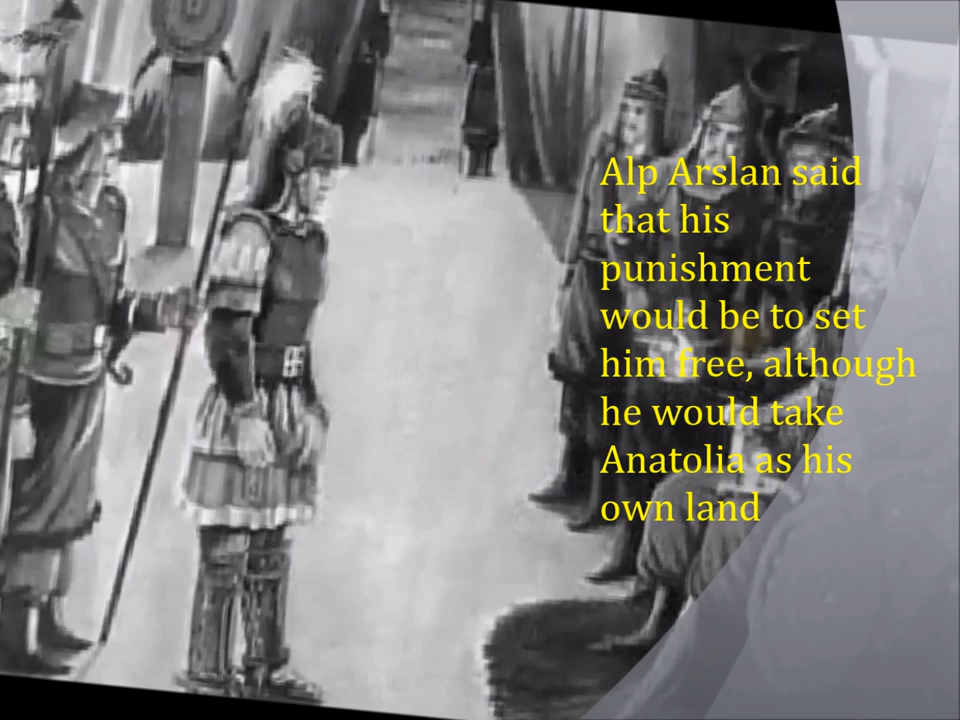 Alp Arslan said
that his
punishment
would be to set
him free, although
he would take
Anatolia as his
own land